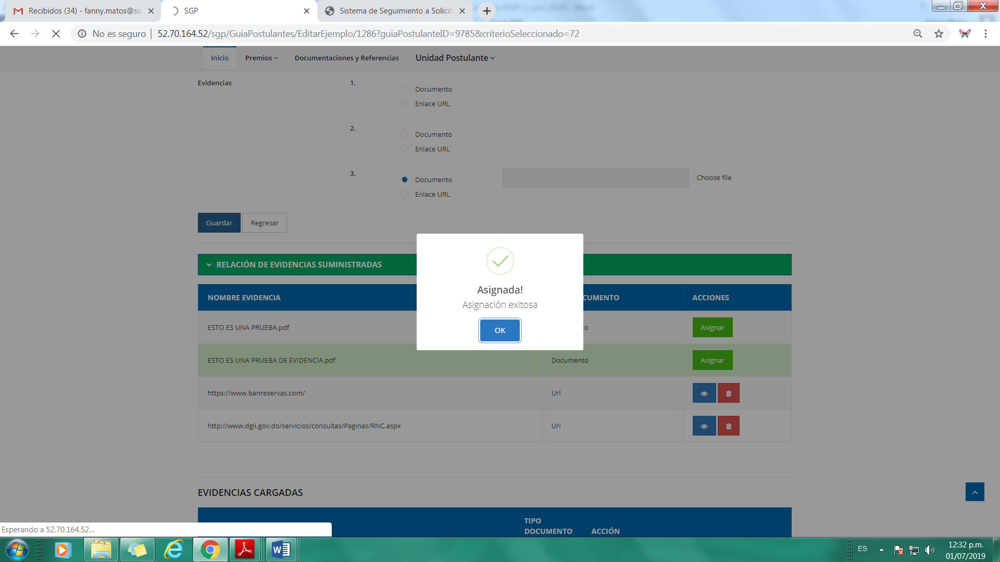 Recibidos (34) - fanny.matos@se
SGP
Sistema de Seguimiento a Solicit
No es seguro | 52.70.164.52/sgp/GuiaPostulantes/EditarEjemplo/1286?guiaPostulanteID=9785&criterioSeleccionado=72
Inicio Premios Documentaciones y Referencias Unidad Postulante
Evidencias
1.
Documento
Enlace URL
2.
Documento
Enlace URL
3.
Documento
Choose file
Enlace URL
Guardar Regresar
RELACIÓN DE EVIDENCIAS SUMINISTRADAS
Asignada!
Asignación exitosa
OK
NOMBRE EVIDENCIA CUMENTO ACCIONES
ESTO ES UNA PRUEBA.pdf to Asignar
ESTO ES UNA PRUEBA DE EVIDENCIA.pdf Documento Asignar
https://www.banreservas.com/ Url
http://www.dgii.gov.do/servicios/consultas/Paginas/RNC.aspx Url
EVIDENCIAS CARGADAS
TIPO
DOCUMENTO ACCIÓN
Esperando a 52.70.164.52...
ES
12:32 p.m.
01/07/2019